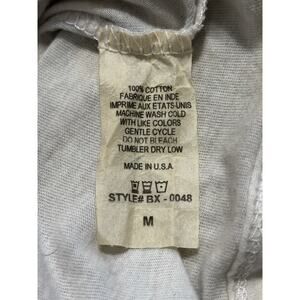 100% COTTON
FABRIQUE EN INDE
IMPRIME AUX ETATS-UNIS
MACHINE WASH COLD
WITH LIKE COLORS
GENTLE CYCLE
DO NOT BLEACH
TUMBLER DRY LOW
MADE IN U.S.A
STYLE# BX - 0048
M